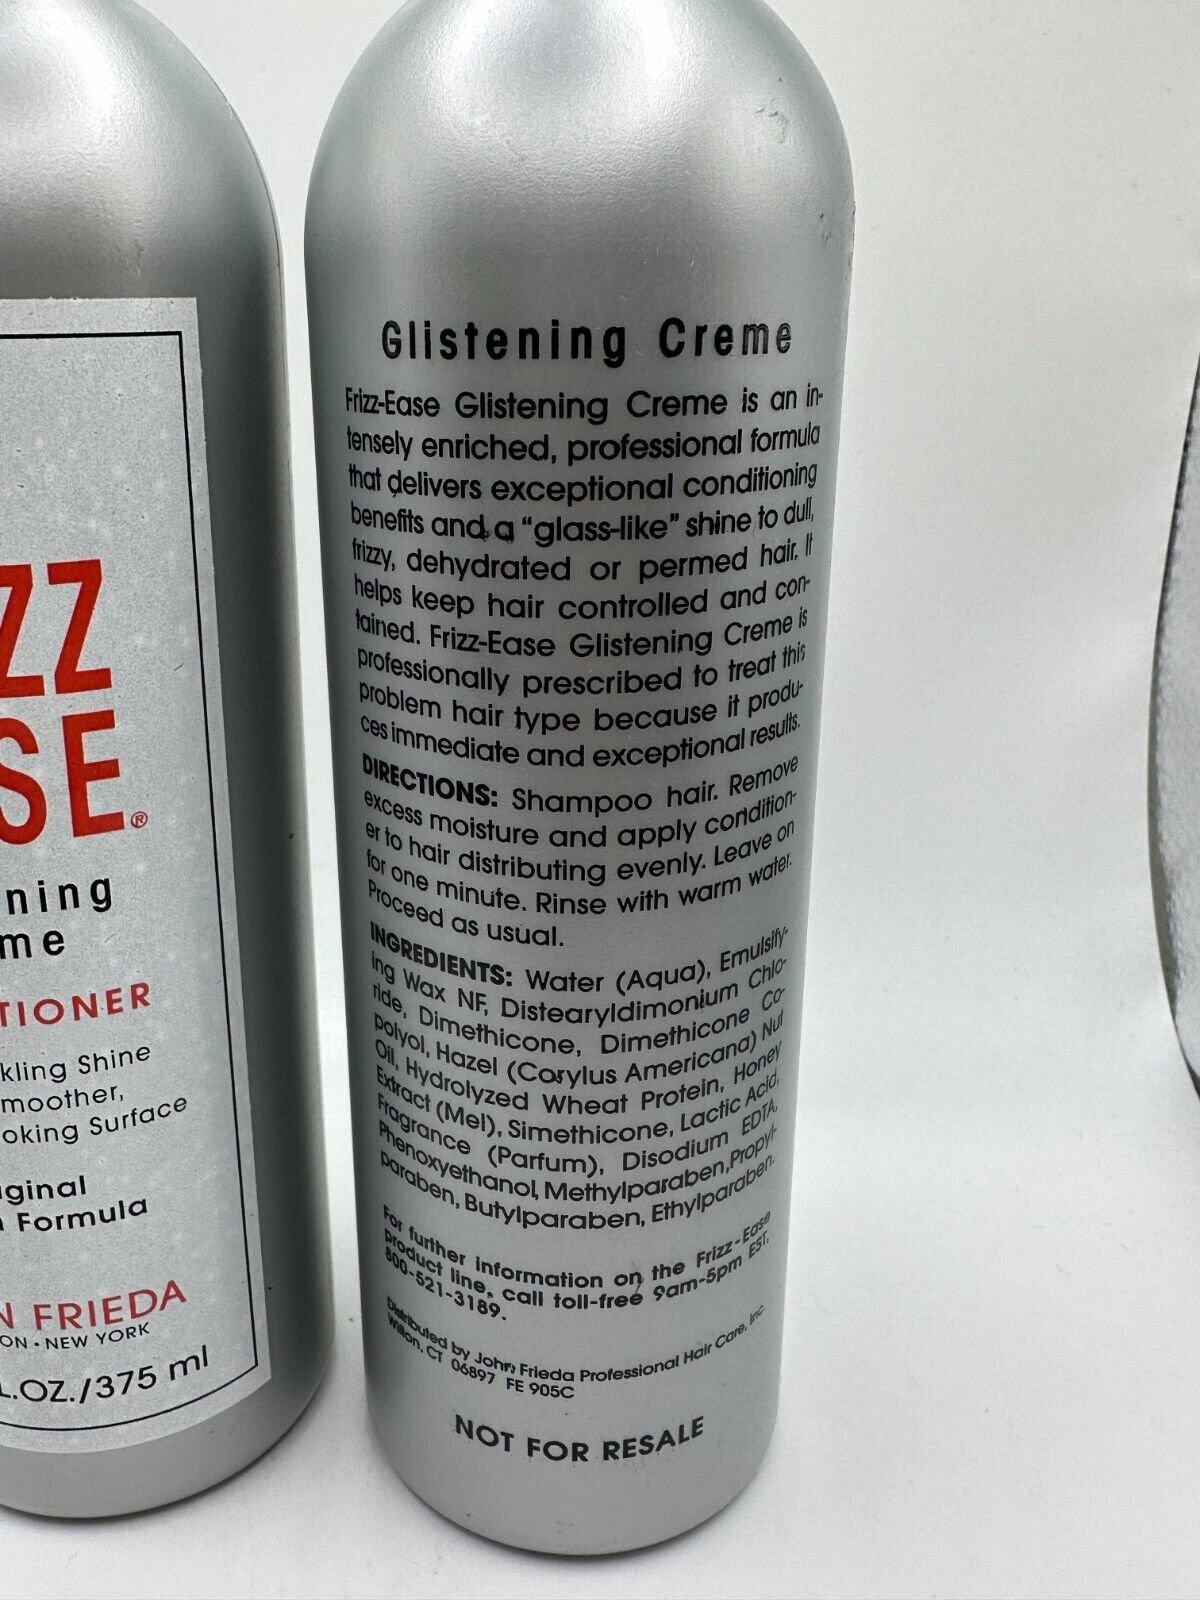 ZZ
SE®
ning
me
TIONER
kling Shine
moother,
oking Surface
ginal
Formula
N FRIEDA
ON • NEW YORK
L.OZ./375 ml
Glistening Creme
Frizz-Ease Glistening Creme is an in-
tensely enriched, professional formula
that delivers exceptional conditioning
benefits and a “glass-like” shine to dull,
frizzy, dehydrated or permed hair. It
helps keep hair controlled and con-
tained. Frizz-Ease Glistening Creme is
professionally prescribed to treat this
problem hair type because it produ-
ces immediate and exceptional results.
DIRECTIONS: Shampoo hair. Remove
excess moisture and apply condition-
er to hair distributing evenly. Leave on
for one minute. Rinse with warm water.
Proceed as usual.
INGREDIENTS: Water (Aqua), Emulsify-
ing Wax NF, Distearyldimonium Chlo-
ride, Dimethicone, Dimethicone Co-
polyol, Hazel (Corylus Americana) Nut
Oil, Hydrolyzed Wheat Protein, Honey
Extract (Mel), Simethicone, Lactic Acid,
Fragrance (Parfum), Disodium EDTA,
Phenoxyethanol, Methylparaben, Propyl-
paraben, Butylparaben, Ethylparaben.
For further information on the Frizz-Ease
product line, call toll-free 9am-5pm EST,
800-521-3189.
Distributed by John Frieda Professional Hair Care, Inc
Wilton, CT 06897 FE 905C
NOT FOR RESALE